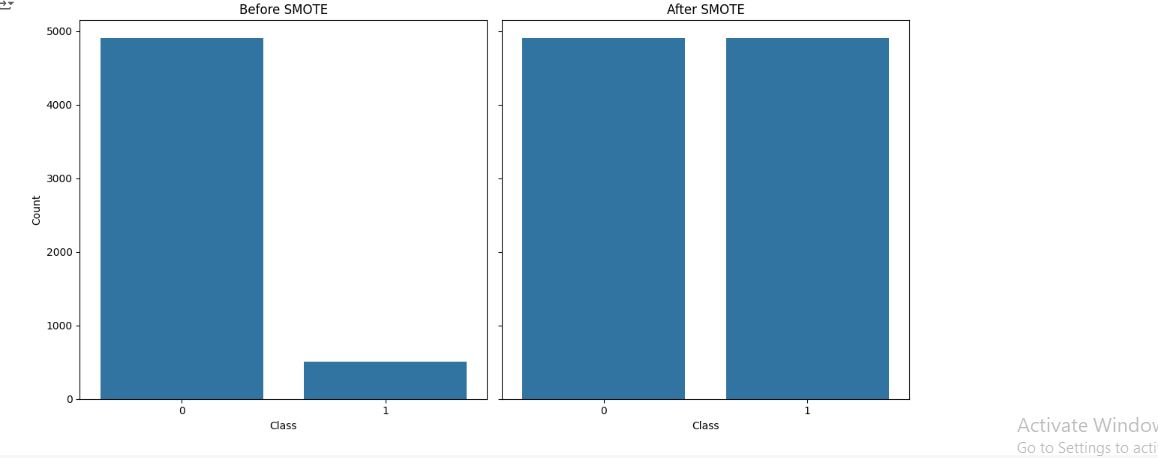 Before SMOTE
After SMOTE
5000
4000
3000
2000
1000
0
Count
0
1
0
1
Class
Class
Activate Window
Go to Settings to acti